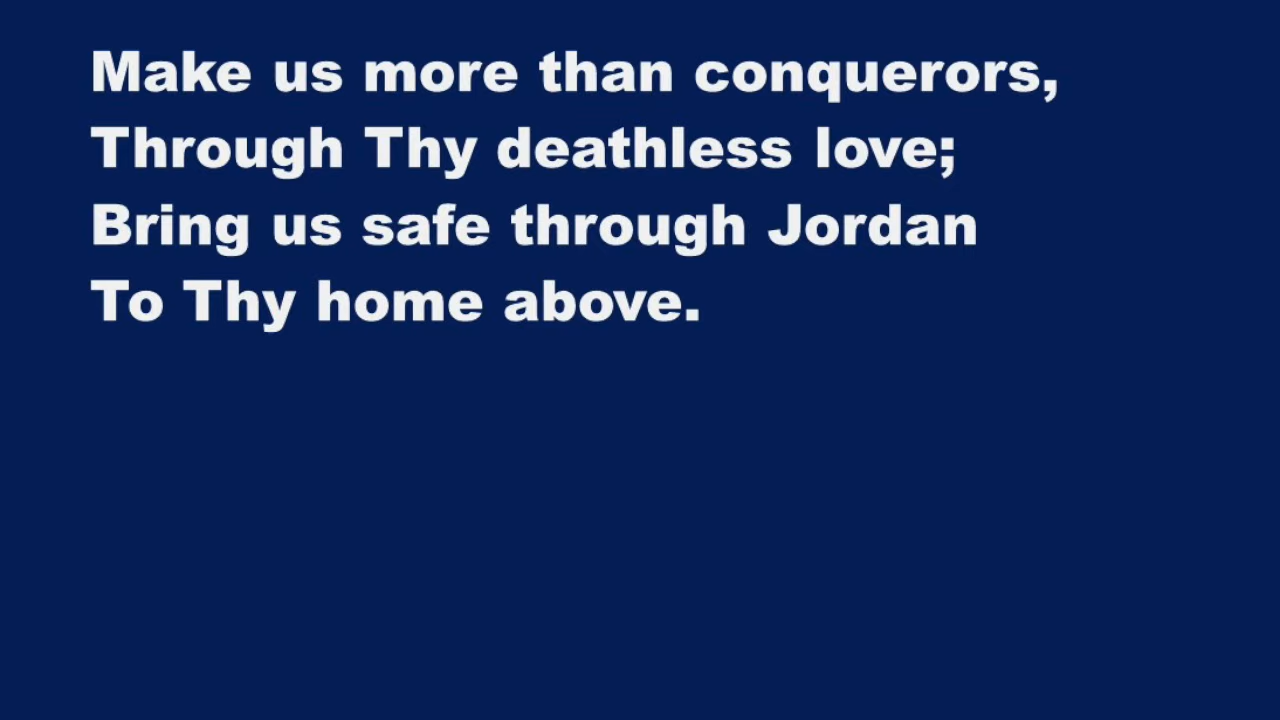 Make us more than conquerors,
Through Thy deathless love;
Bring us safe through Jordan
To Thy home above.